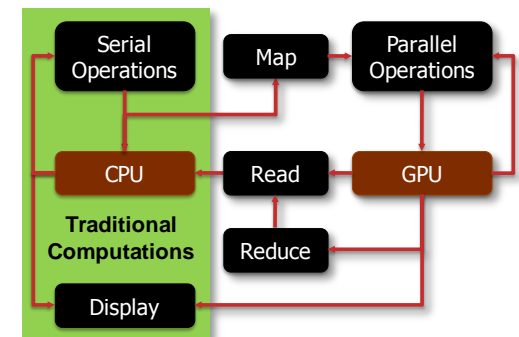 Serial
Operations
Map
Parallel
Operations
CPU
Read
GPU
Traditional
Computations
Reduce
Display